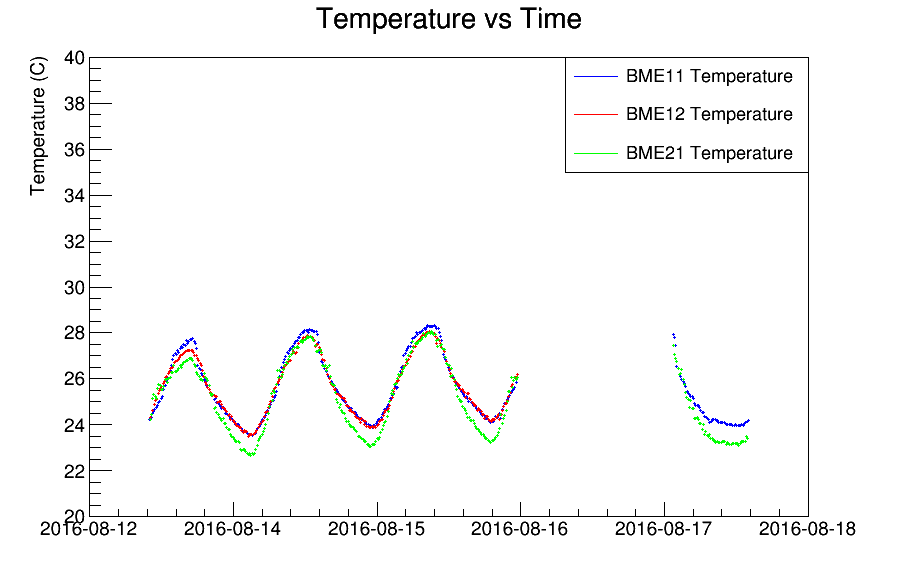 Temperature vs Time
Temperature (C)
40
38
36
34
32
30
28
26
24
22
20
BME11 Temperature
BME12 Temperature
BME21 Temperature
2016-08-12 2016-08-14 2016-08-15 2016-08-16 2016-08-17 2016-08-18